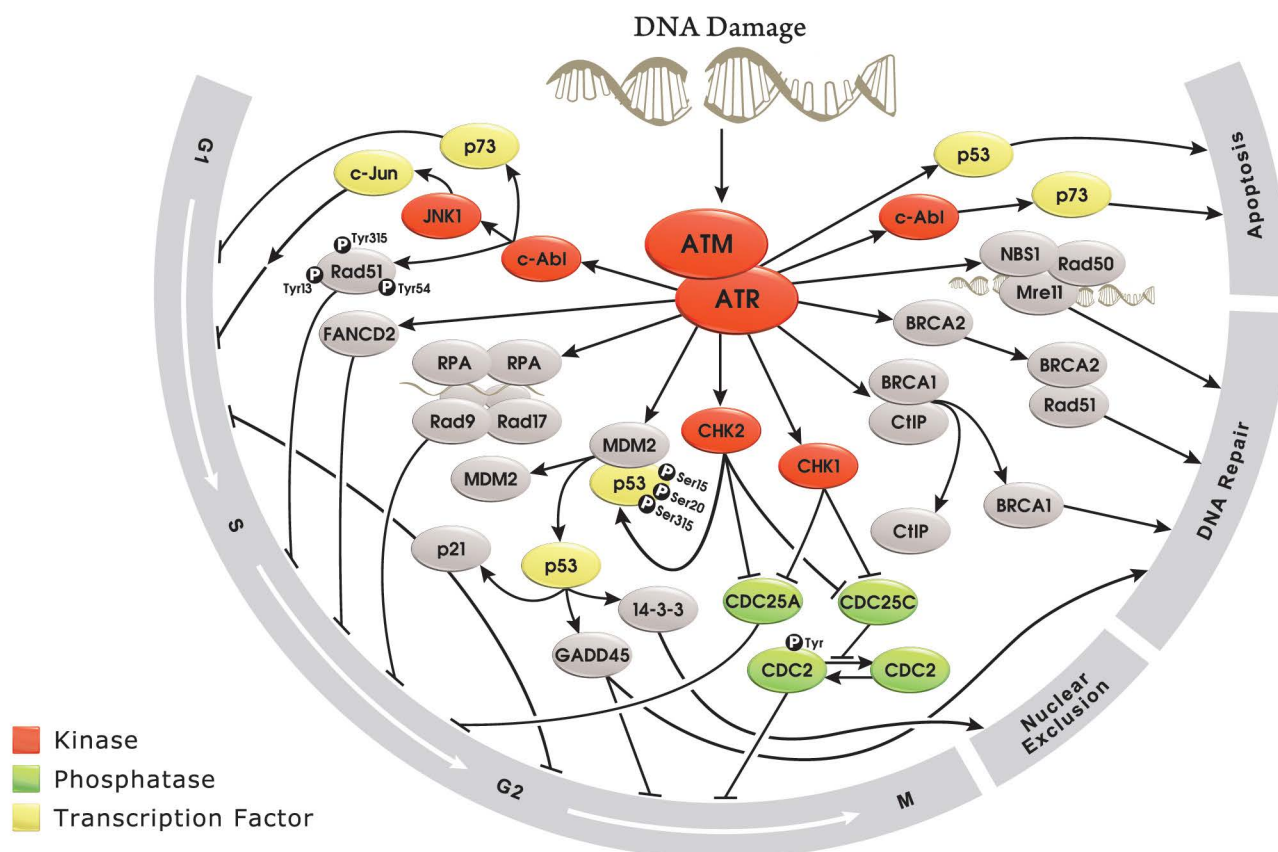 DNA Damage
G1
S
G2
M
Nuclear
Exclusion
DNA Repair
Apoptosis
p73
c-Jun
JNK1
c-Abl
P Tyr315
P Tyr13
P Tyr54
Rad51
FANCD2
RPA
RPA
Rad9
Rad17
ATM
ATR
p53
c-Abl
p73
NBS1
Rad50
Mre11
BRCA2
BRCA2
Rad51
BRCA1
CtIP
BRCA1
CtIP
MDM2
p53
P Ser15
P Ser20
P Ser315
MDM2
CHK2
CHK1
p21
p53
14-3-3
GADD45
CDC25A
CDC25C
P Tyr
CDC2
CDC2
Kinase
Phosphatase
Transcription Factor